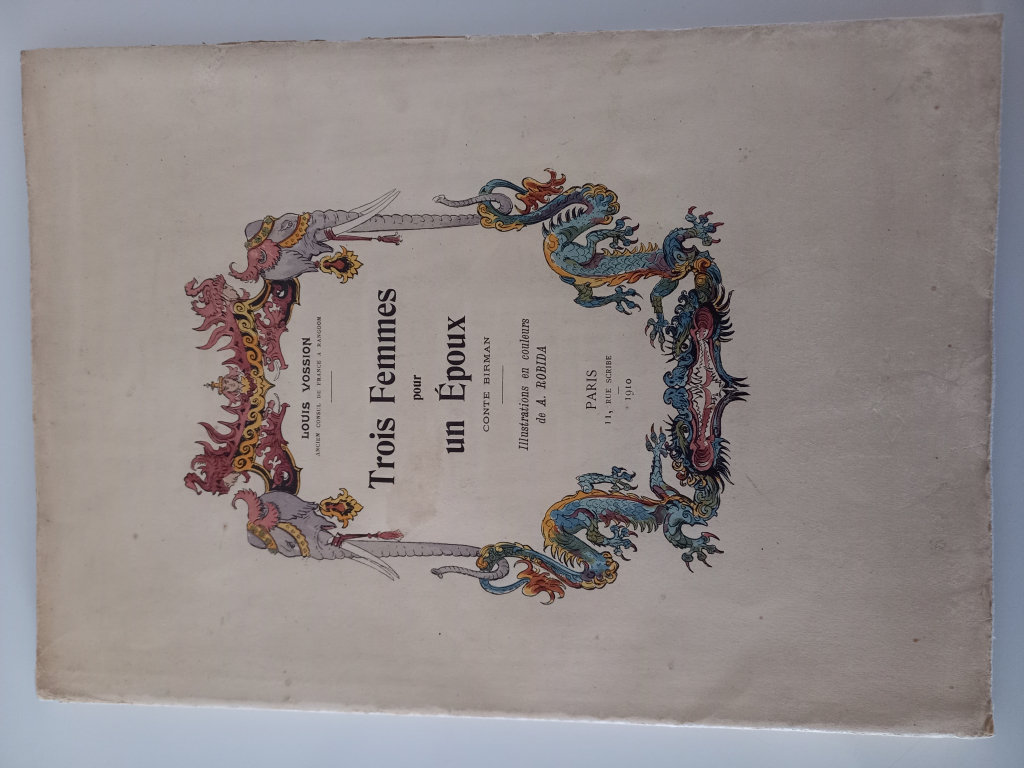 LOUIS VOSSION
ANCIEN CONSUL DE FRANCE A RANGOON
Trois Femmes
pour
un Époux
CONTE BIRMAN
Illustrations en couleurs
de A. ROBIDA
PARIS
11, RUE SCRIBE
1910